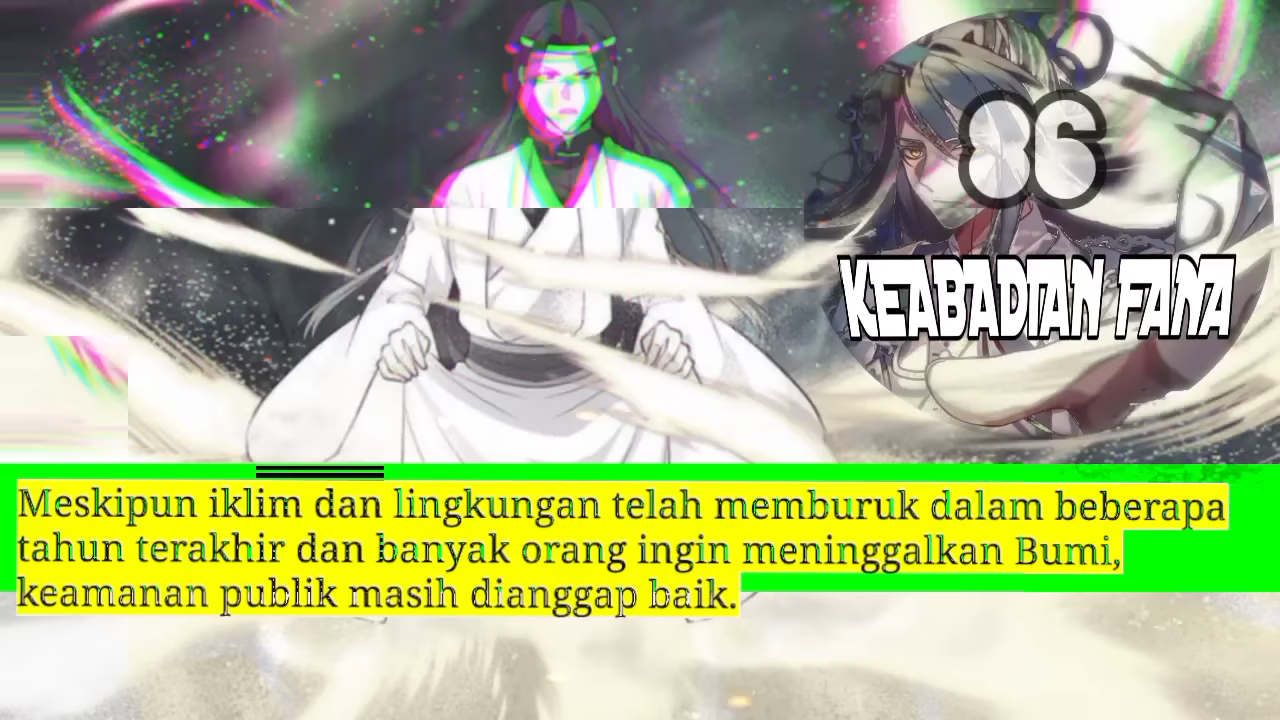 86
KEABADIAN FANA
Meskipun iklim dan lingkungan telah memburuk dalam beberapa
tahun terakhir dan banyak orang ingin meninggalkan Bumi,
keamanan publik masih dianggap baik.